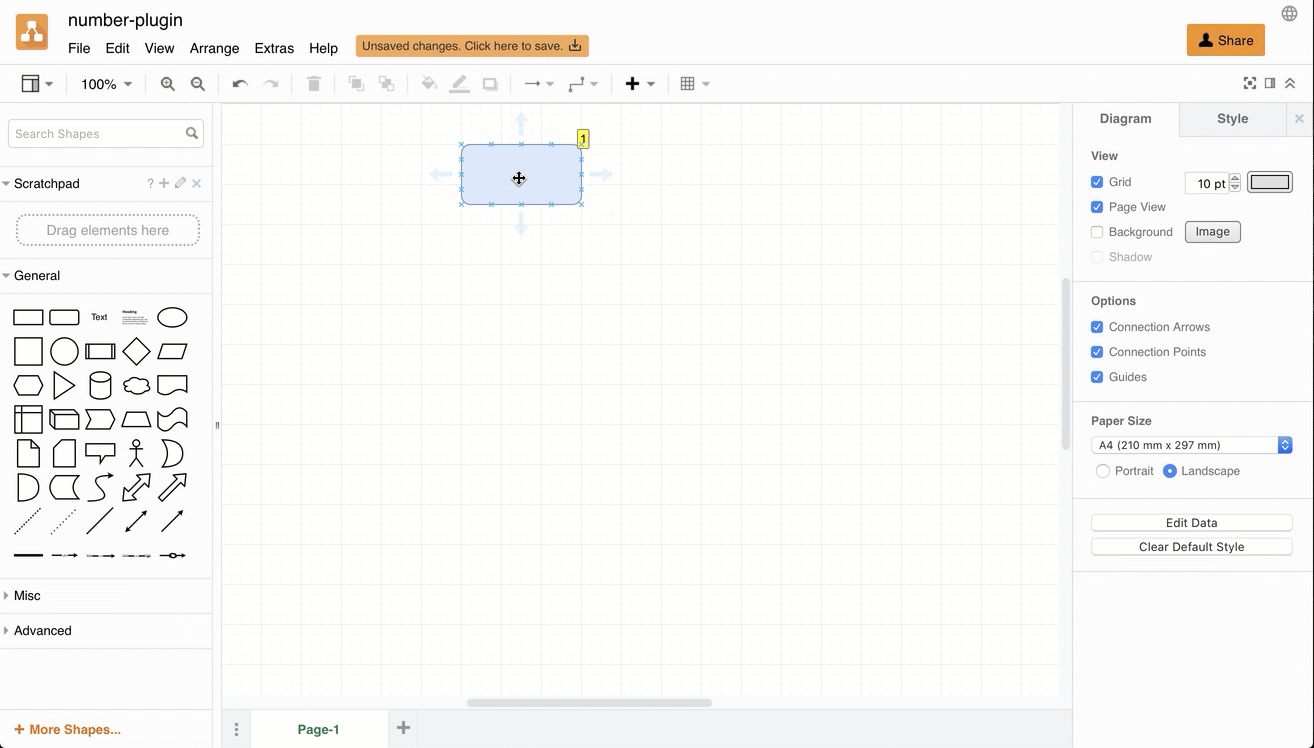 number-plugin
File Edit View Arrange Extras Help
Unsaved changes. Click here to save.
Share
100%
Search Shapes
Scratchpad ?
Drag elements here
General
Text
Heading
Misc
Advanced
+ More Shapes...
1
Page-1
Diagram Style
View
Grid 10 pt
Page View
Background Image
Shadow
Options
Connection Arrows
Connection Points
Guides
Paper Size
A4 (210 mm x 297 mm)
Portrait Landscape
Edit Data
Clear Default Style